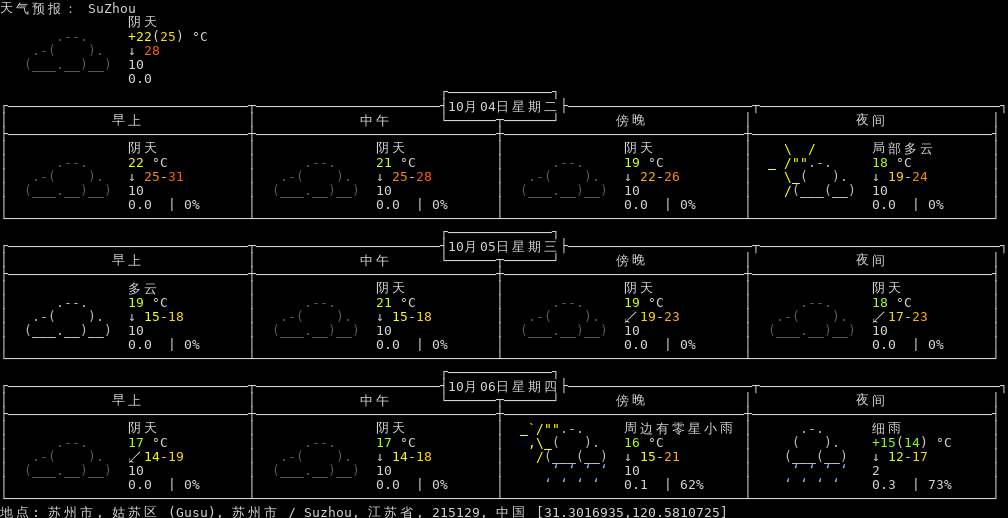 天气预报: SuZhou
阴天
+22(25) °C
↓ 28
10
0.0
10月04日星期二
早上 中午 傍晚 夜间
阴天 阴天 阴天 局部多云
22 °C 21 °C 19 °C 18 °C
↓ 25-31 ↓ 25-28 ↓ 22-26 ↓ 19-24
10 10 10 10
0.0 | 0% 0.0 | 0% 0.0 | 0% 0.0 | 0%
10月05日星期三
早上 中午 傍晚 夜间
多云 阴天 阴天 阴天
19 °C 21 °C 19 °C 18 °C
↓ 15-18 ↓ 15-18 ↙ 19-23 ↙ 17-23
10 10 10 10
0.0 | 0% 0.0 | 0% 0.0 | 0% 0.0 | 0%
10月06日星期四
早上 中午 傍晚 夜间
阴天 阴天 周边有零星小雨 细雨
17 °C 17 °C 16 °C +15(14) °C
↙ 14-19 ↓ 14-18 ↓ 15-21 ↓ 12-17
10 10 10 2
0.0 | 0% 0.0 | 0% 0.1 | 62% 0.3 | 73%
地点: 苏州市, 姑苏区 (Gusu), 苏州市 / Suzhou, 江苏省, 215129, 中国 [31.3016935,120.5810725]